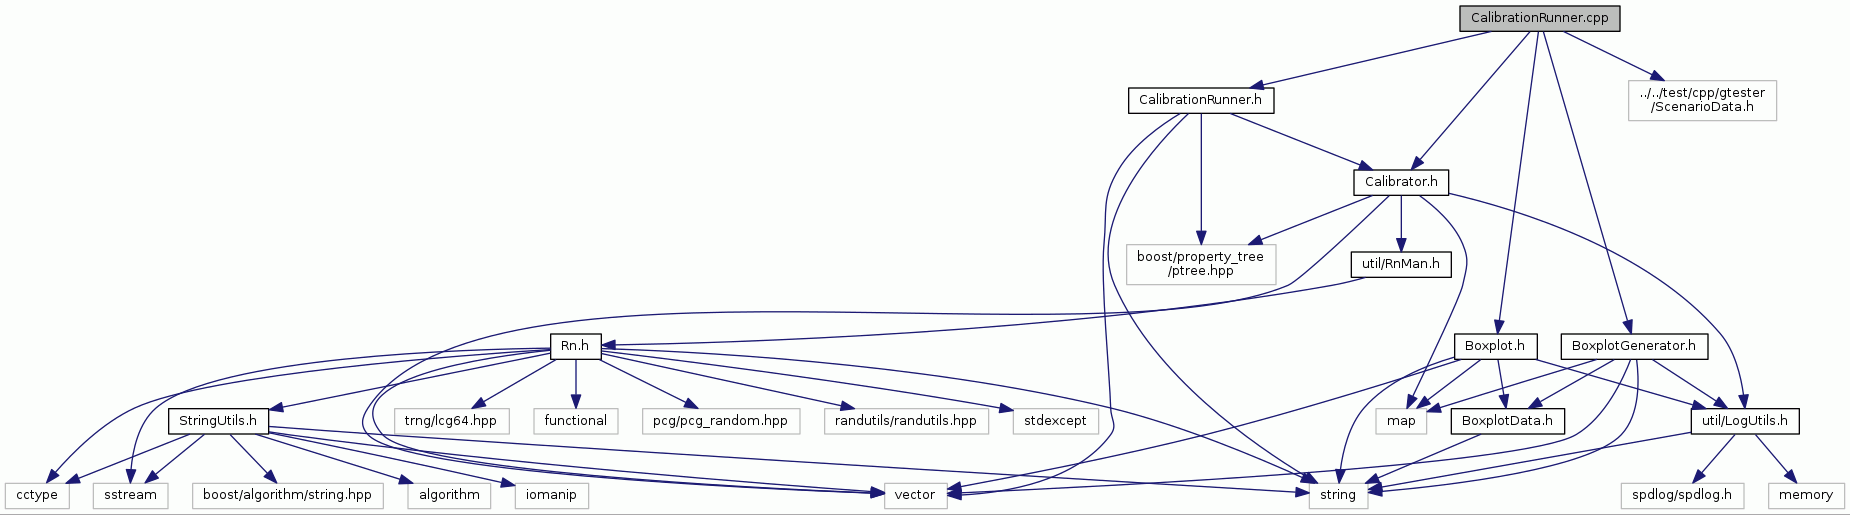 CalibrationRunner.cpp
CalibrationRunner.h
../../test/cpp/gtester
/ScenarioData.h
Calibrator.h
boost/property_tree
/ptree.hpp
util/RnMan.h
Rn.h
Boxplot.h
BoxplotGenerator.h
StringUtils.h
trng/lcg64.hpp
functional
pcg/pcg_random.hpp
randutils/randutils.hpp
stdexcept
map
BoxplotData.h
util/LogUtils.h
cctype
sstream
boost/algorithm/string.hpp
algorithm
iomanip
vector
string
spdlog/spdlog.h
memory